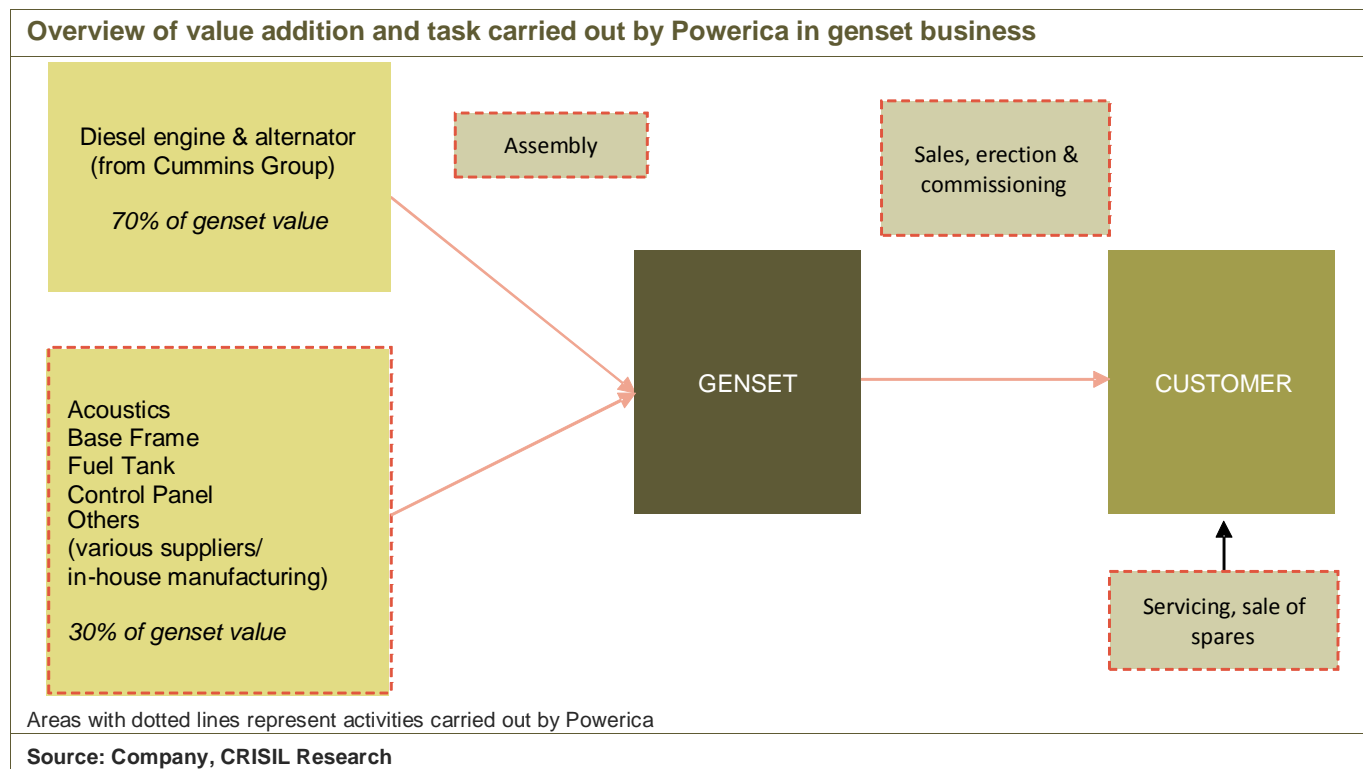 Overview of value addition and task carried out by Powerica in genset business
Diesel engine & alternator
(from Cummins Group)
70% of genset value
Assembly
Sales, erection &
commissioning
GENSET
CUSTOMER
Acoustics
Base Frame
Fuel Tank
Control Panel
Others
(various suppliers/
in-house manufacturing)
30% of genset value
Servicing, sale of
spares
Areas with dotted lines represent activities carried out by Powerica
Source: Company, CRISIL Research